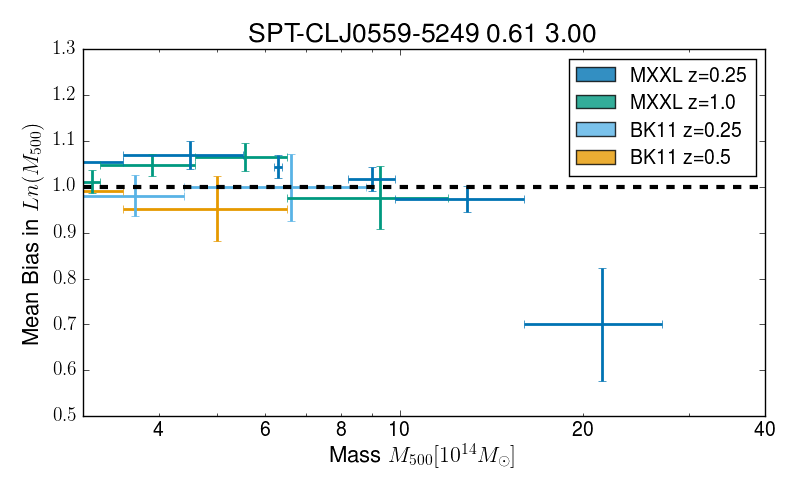 SPT-CLJ0559-5249 0.61 3.00
1.3
1.2
1.1
1.0
0.9
0.8
0.7
0.6
0.5
Mean Bias in Ln(M500)
MXXL z=0.25
MXXL z=1.0
BK11 z=0.25
BK11 z=0.5
4 6 8 10 20 40
Mass M500[10^14M⊙]